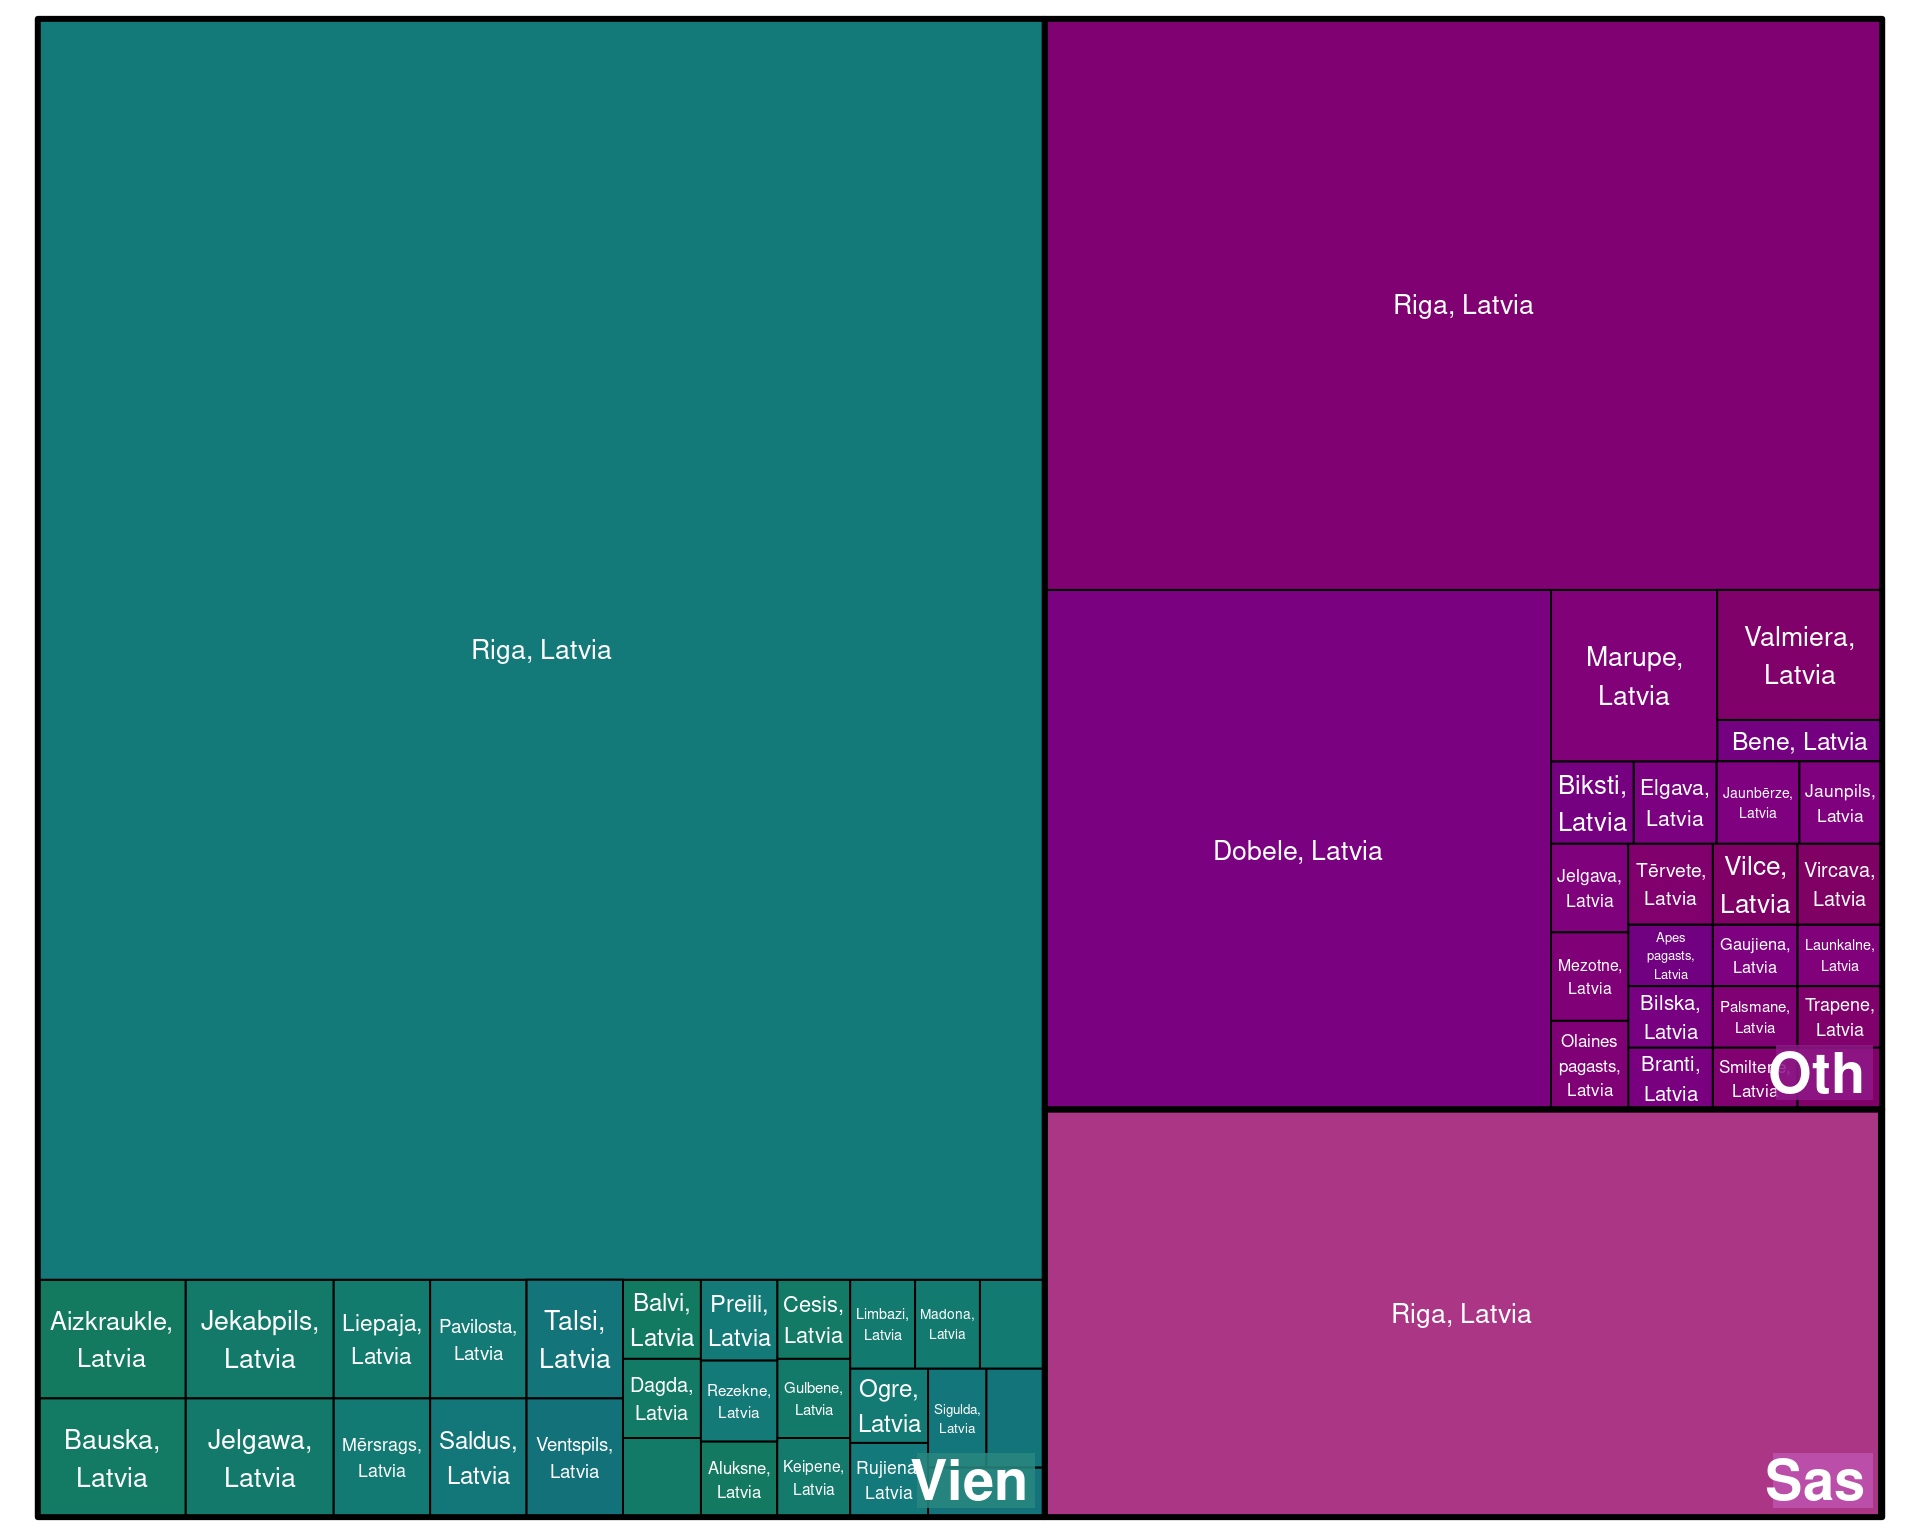 Riga, Latvia
Aizkraukle,
Latvia
Jekabpils,
Latvia
Liepaja,
Latvia
Pavilosta,
Latvia
Talsi,
Latvia
Balvi,
Latvia
Preili,
Latvia
Cesis,
Latvia
Limbazi,
Latvia
Madona,
Latvia
Dagda,
Latvia
Rezekne,
Latvia
Gulbene,
Latvia
Ogre,
Latvia
Sigulda,
Latvia
Bauska,
Latvia
Jelgawa,
Latvia
Mērsrags,
Latvia
Saldus,
Latvia
Ventspils,
Latvia
Aluksne,
Latvia
Keipene,
Latvia
Rujiena
Latvia
Vien
Riga, Latvia
Dobele, Latvia
Marupe,
Latvia
Valmiera,
Latvia
Bene, Latvia
Biksti,
Latvia
Elgava,
Latvia
Jaunbērze,
Latvia
Jaunpils,
Latvia
Jelgava,
Latvia
Tērvete,
Latvia
Vilce,
Latvia
Vircava,
Latvia
Mezotne,
Latvia
Apes
pagasts,
Latvia
Gaujiena,
Latvia
Launkalne,
Latvia
Bilska,
Latvia
Palsmane,
Latvia
Trapene,
Latvia
Olaines
pagasts,
Latvia
Branti,
Latvia
Smiltene,
Latvia
Oth
Riga, Latvia
Sas